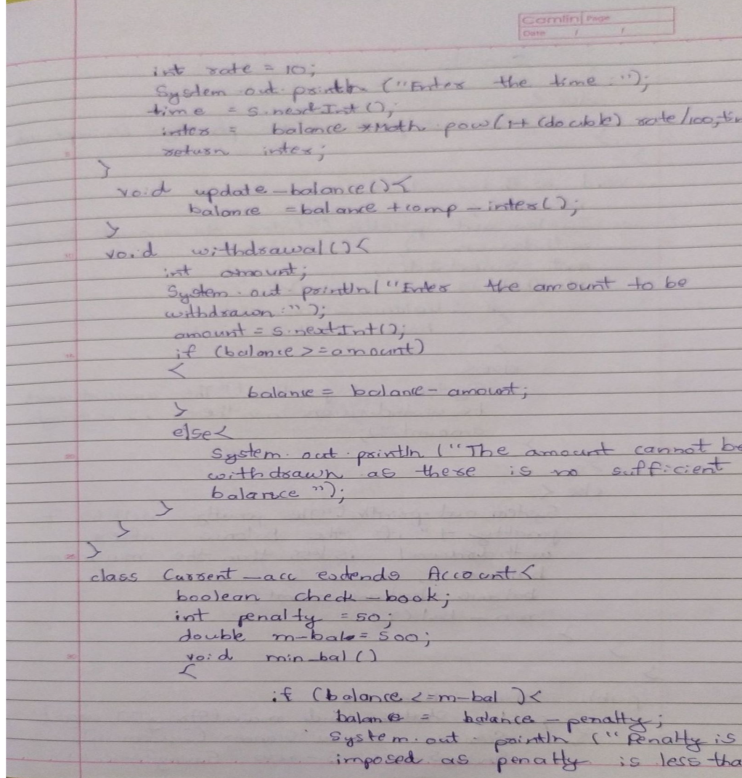 Camlin Page
Date / /
int rate = 10;
System.out.println ("Enter the time :");
time = s.nextInt();
inter = balance *Math.pow(1+(double) rate/100,
return inter;
}
void update_balance(){
balance = balance + comp_inter();
}
void withdrawal(){
int amount;
System.out.println("Enter the amount to be
withdrawn :");
amount = s.nextInt();
if (balance >= amount)
{
balance = balance - amount;
}
else{
System.out.println ("The amount cannot be
withdrawn as there is no sufficient
balance");
}
}
}
class Current_acc extends Account{
boolean check_book;
int penalty = 50;
double m_bal = 500;
void min_bal()
{
if (balance <= m_bal ){
balance = balance - penalty;
System.out.println ("Penalty is
imposed as penalty is less tha